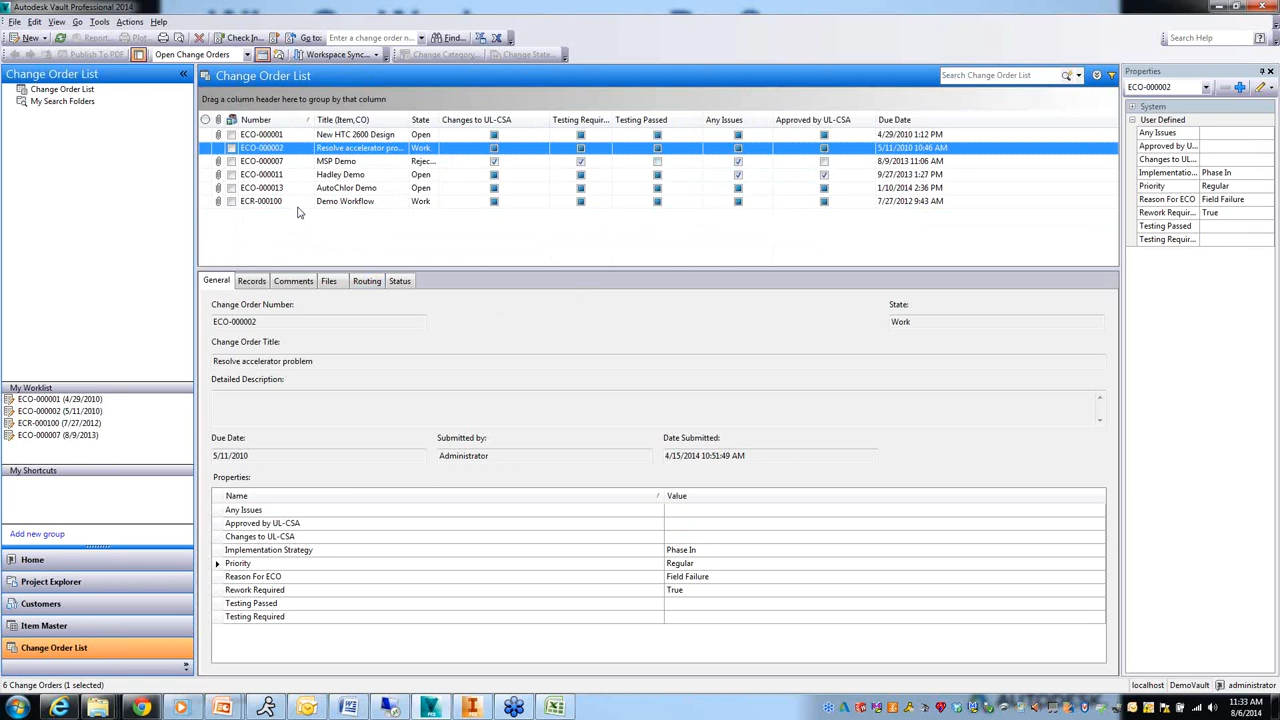 Autodesk Vault Professional 2014
File Edit View Go Tools Actions Help
New Report... Plot Check In... Go to: Enter a change order number Find... Search Help
Publish To PDF Open Change Orders Workspace Sync... Change Category... Change State...
Change Order List
Change Order List
My Search Folders
Change Order List Search Change Order List
Drag a column header here to group by that column
Number Title (Item,CO) State Changes to UL-CSA Testing Requir... Testing Passed Any Issues Approved by UL-CSA Due Date
ECO-000001 New HTC 2600 Design Open 4/29/2010 1:12 PM
ECO-000002 Resolve accelerator pro... Work 5/11/2010 10:46 AM
ECO-000007 MSP Demo Rejec... 8/9/2013 11:06 AM
ECO-000011 Hadley Demo Open 9/27/2013 1:27 PM
ECO-000013 AutoChlor Demo Open 1/10/2014 2:36 PM
ECR-000100 Demo Workflow Work 7/27/2012 9:43 AM
Properties
ECO-000002
System
User Defined
Any Issues
Approved by U...
Changes to UL...
Implementatio... Phase In
Priority Regular
Reason For ECO Field Failure
Rework Requir... True
Testing Passed
Testing Requir...
General Records Comments Files Routing Status
Change Order Number: State:
ECO-000002 Work
Change Order Title:
Resolve accelerator problem
Detailed Description:
Due Date: Submitted by: Date Submitted:
5/11/2010 Administrator 4/15/2014 10:51:49 AM
Properties:
Name Value
Any Issues
Approved by UL-CSA
Changes to UL-CSA
Implementation Strategy Phase In
Priority Regular
Reason For ECO Field Failure
Rework Required True
Testing Passed
Testing Required
My Worklist
ECO-000001 (4/29/2010)
ECO-000002 (5/11/2010)
ECR-000100 (7/27/2012)
ECO-000007 (8/9/2013)
My Shortcuts
Add new group
Home
Project Explorer
Customers
Item Master
Change Order List
6 Change Orders (1 selected) localhost DemoVault administrator
11:33 AM
8/6/2014